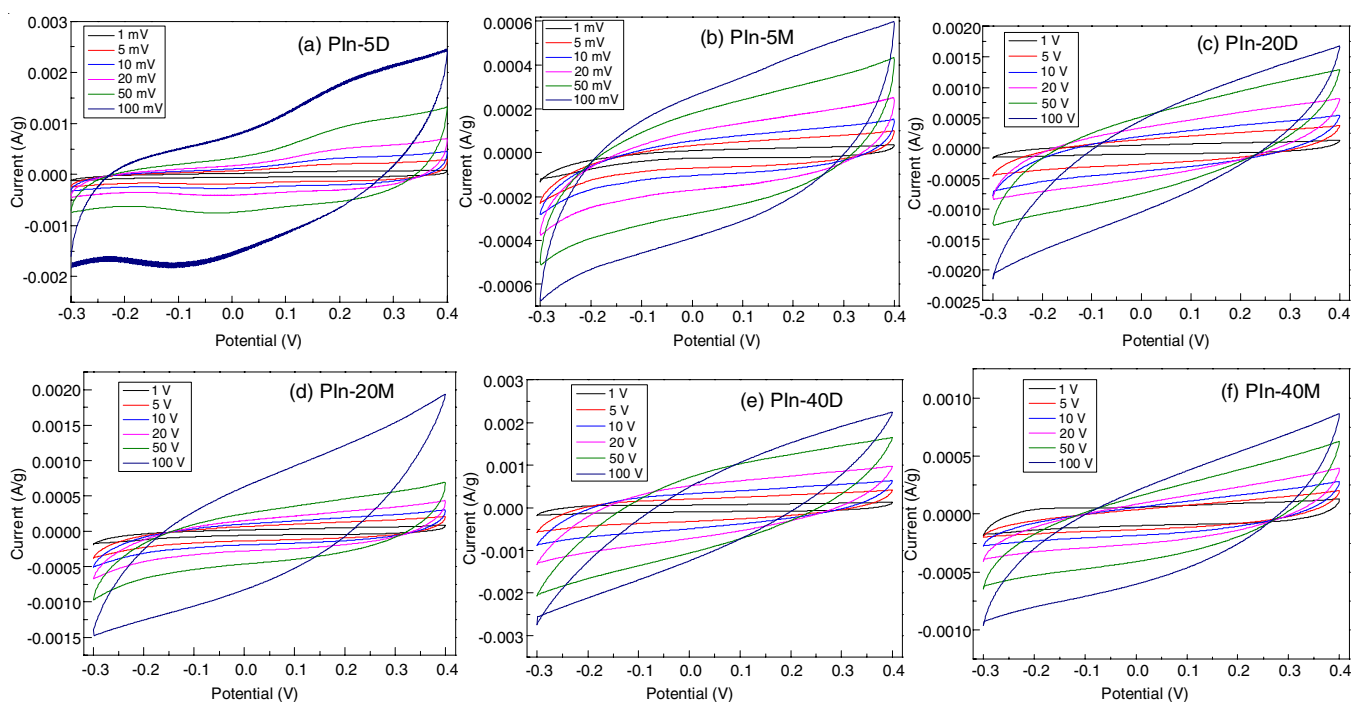 (a) PIn-5D
1 mV
5 mV
10 mV
20 mV
50 mV
100 mV
0.003
0.002
0.001
0.000
-0.001
-0.002
Current (A/g)
-0.3 -0.2 -0.1 0.0 0.1 0.2 0.3 0.4
Potential (V)
(b) PIn-5M
1 mV
5 mV
10 mV
20 mV
50 mV
100 mV
0.0006
0.0004
0.0002
0.0000
-0.0002
-0.0004
-0.0006
Current (A/g)
-0.3 -0.2 -0.1 0.0 0.1 0.2 0.3 0.4
Potential (V)
(c) PIn-20D
1 V
5 V
10 V
20 V
50 V
100 V
0.0020
0.0015
0.0010
0.0005
0.0000
-0.0005
-0.0010
-0.0015
-0.0020
-0.0025
Current (A/g)
-0.3 -0.2 -0.1 0.0 0.1 0.2 0.3 0.4
Potential (V)
(d) PIn-20M
1 V
5 V
10 V
20 V
50 V
100 V
0.0020
0.0015
0.0010
0.0005
0.0000
-0.0005
-0.0010
-0.0015
Current (A/g)
-0.3 -0.2 -0.1 0.0 0.1 0.2 0.3 0.4
Potential (V)
(e) PIn-40D
1 V
5 V
10 V
20 V
50 V
100 V
0.003
0.002
0.001
0.000
-0.001
0.002
-0.003
Current (A/g)
-0.3 -0.2 -0.1 0.0 0.1 0.2 0.3 0.4
Potential (V)
(f) PIn-40M
1 V
5 V
10 V
20 V
50 V
100 V
0.0010
0.0005
0.0000
-0.0005
-0.0010
Current (A/g)
-0.3 -0.2 -0.1 0.0 0.1 0.2 0.3 0.4
Potential (V)